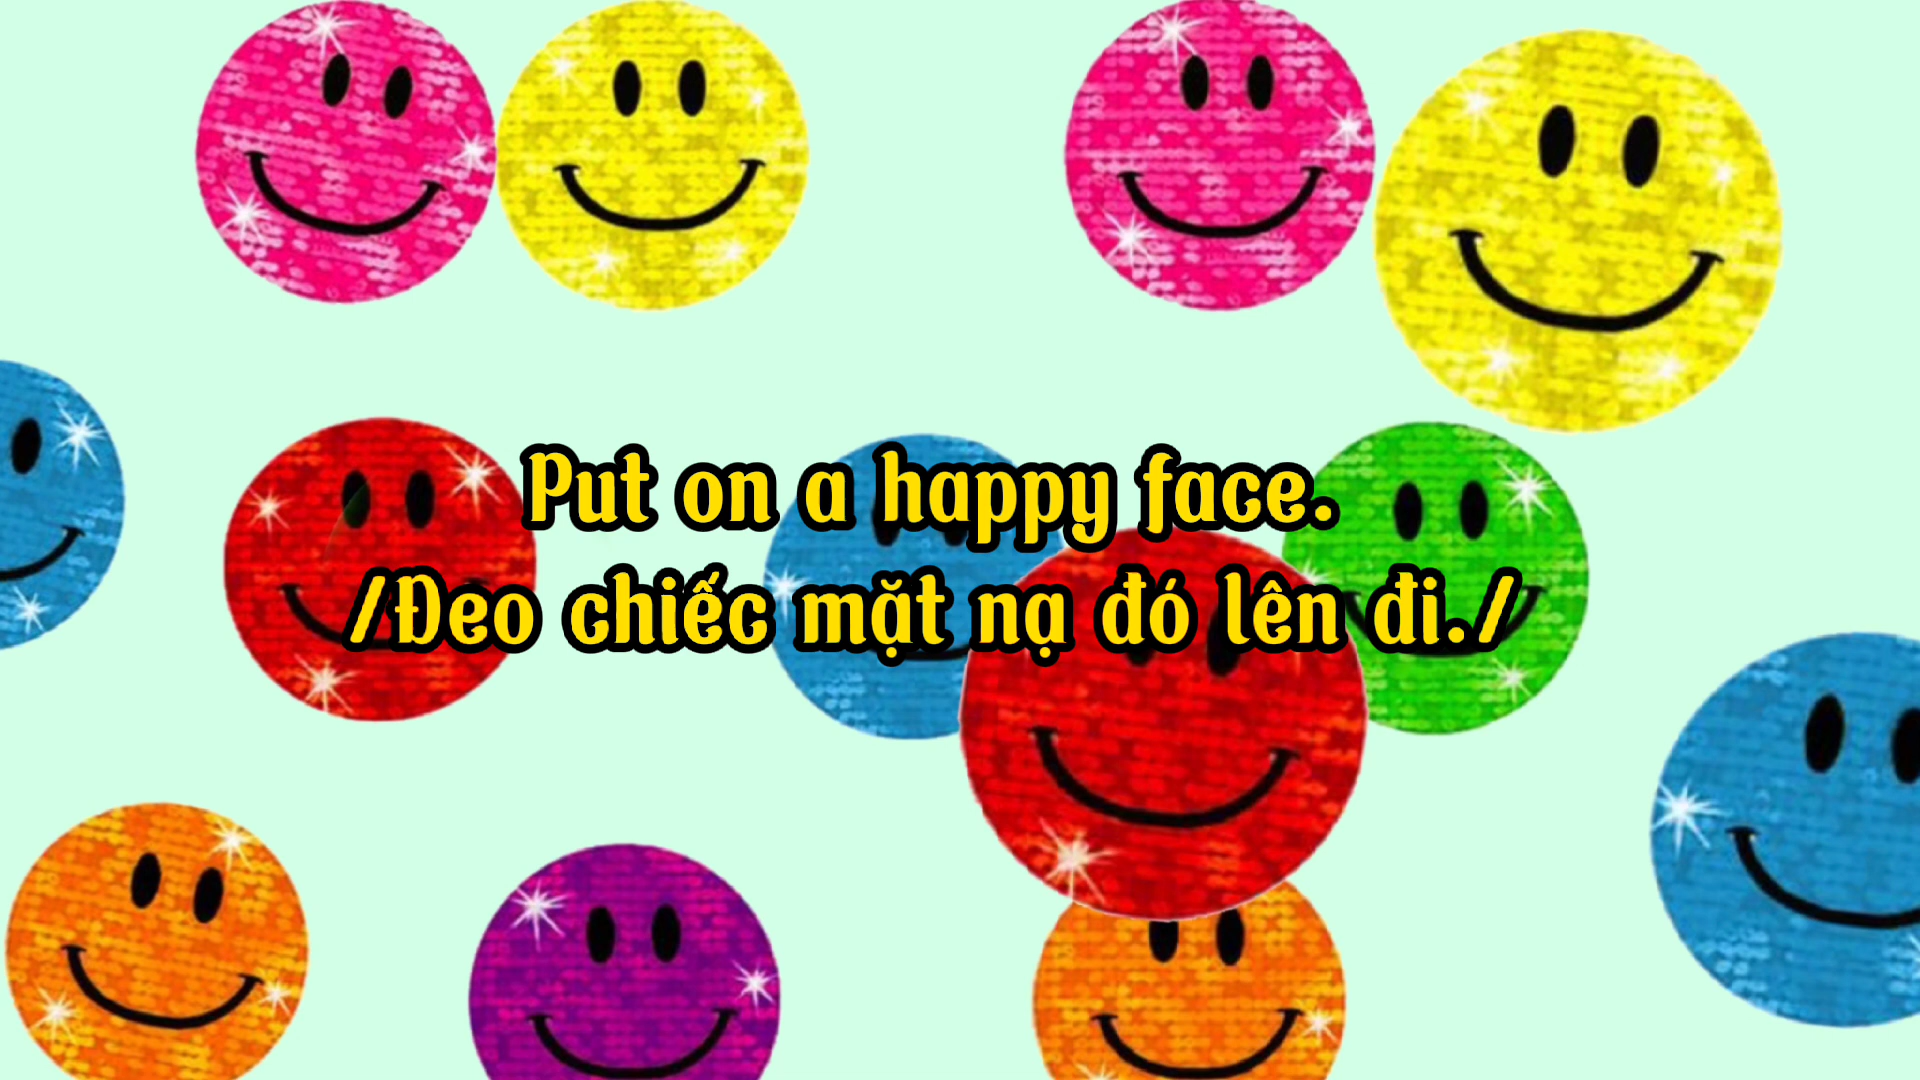 Put on a happy face.
/Đeo chiếc mặt nạ đó lên đi./